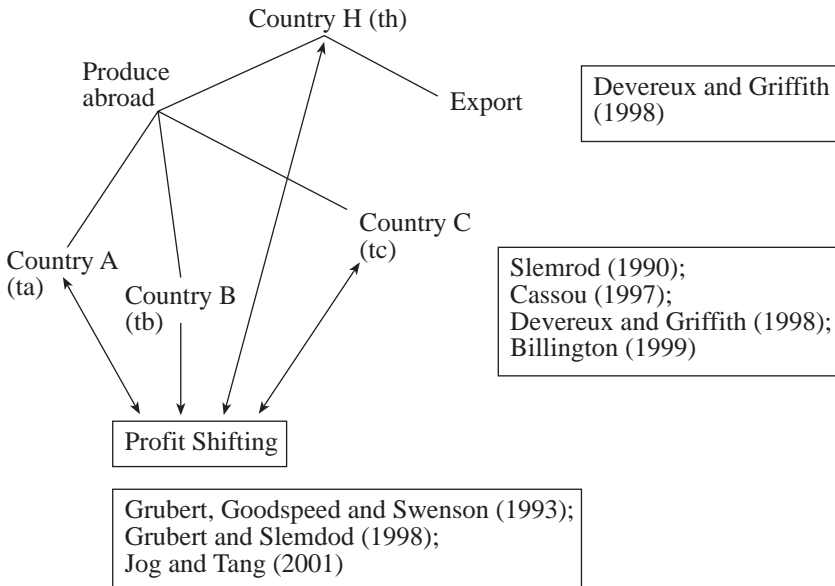 Country H (th)
Produce
abroad
Export
Devereux and Griffith
(1998)
Country A
(ta)
Country B
(tb)
Country C
(tc)
Slemrod (1990);
Cassou (1997);
Devereux and Griffith (1998);
Billington (1999)
Profit Shifting
Grubert, Goodspeed and Swenson (1993);
Grubert and Slemdod (1998);
Jog and Tang (2001)